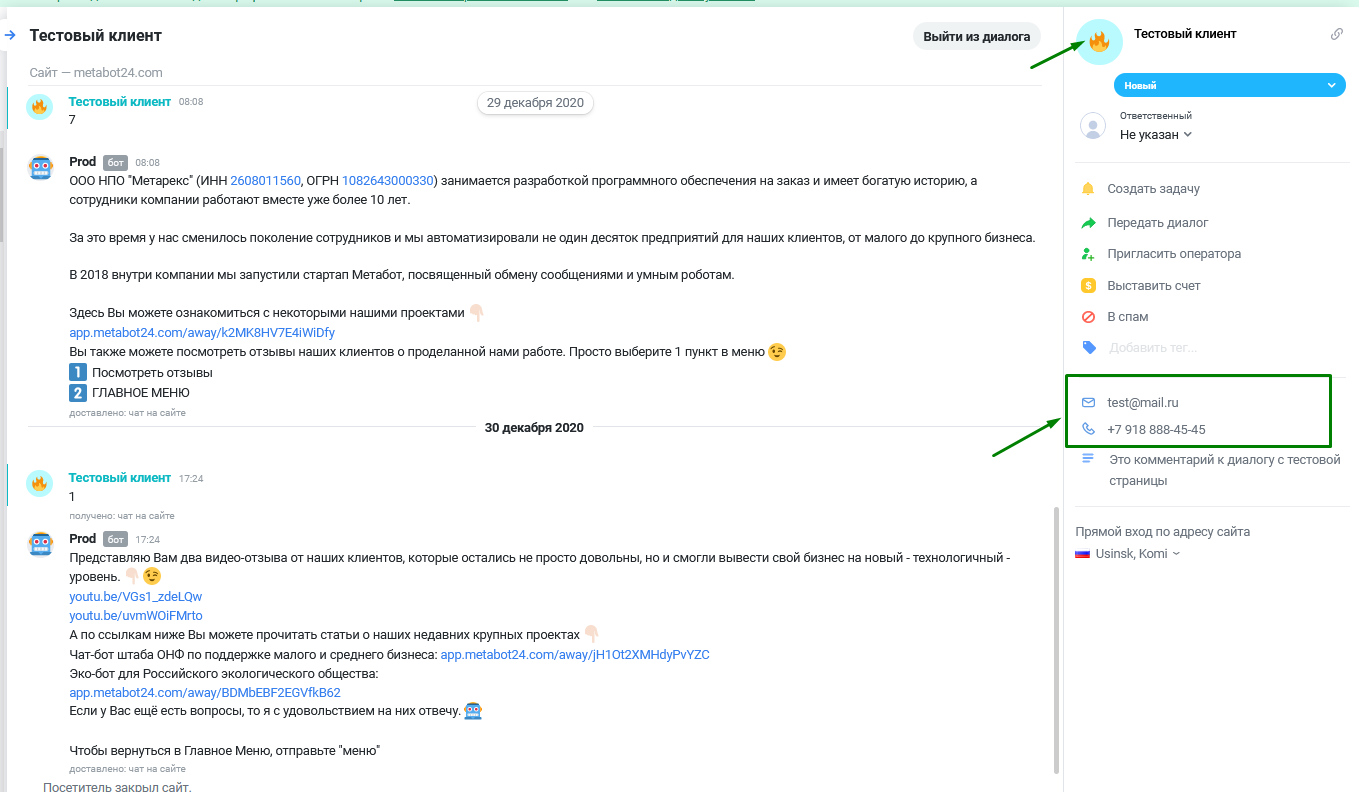 Тестовый клиент
Выйти из диалога
Сайт — metabot24.com
29 декабря 2020
Тестовый клиент 08:08
7
Prod бот 08:08
ООО НПО "Метарекс" (ИНН 2608011560, ОГРН 1082643000330) занимается разработкой программного обеспечения на заказ и имеет богатую историю, а
сотрудники компании работают вместе уже более 10 лет.
За это время у нас сменилось поколение сотрудников и мы автоматизировали не один десяток предприятий для наших клиентов, от малого до крупного бизнеса.
В 2018 внутри компании мы запустили стартап Метабот, посвященный обмену сообщениями и умным роботам.
Здесь Вы можете ознакомиться с некоторыми нашими проектами 👇🏻
app.metabot24.com/away/k2MK8HV7E4iWiDfy
Вы также можете посмотреть отзывы наших клиентов о проделанной нами работе. Просто выберите 1 пункт в меню 😉
1 Посмотреть отзывы
2 ГЛАВНОЕ МЕНЮ
доставлено: чат на сайте
30 декабря 2020
Тестовый клиент 17:24
1
получено: чат на сайте
Prod бот 17:24
Представляю Вам два видео-отзыва от наших клиентов, которые остались не просто довольны, но и смогли вывести свой бизнес на новый - технологичный -
уровень. 👇🏻 😉
youtu.be/VGs1_zdeLQw
youtu.be/uvmWOiFMrto
А по ссылкам ниже Вы можете прочитать статьи о наших недавних крупных проектах 👇🏻
Чат-бот штаба ОНФ по поддержке малого и среднего бизнеса: app.metabot24.com/away/jH1Ot2XMHdyPvYZC
Эко-бот для Российского экологического общества:
app.metabot24.com/away/BDMbEBF2EGVfkB62
Если у Вас ещё есть вопросы, то я с удовольствием на них отвечу. 🤖
Чтобы вернуться в Главное Меню, отправьте "меню"
доставлено: чат на сайте
Посетитель закрыл сайт.
Тестовый клиент
Новый
Ответственный
Не указан
Создать задачу
Передать диалог
Пригласить оператора
Выставить счет
В спам
Добавить тег...
test@mail.ru
+7 918 888-45-45
Это комментарий к диалогу с тестовой
страницы
Прямой вход по адресу сайта
Usinsk, Komi